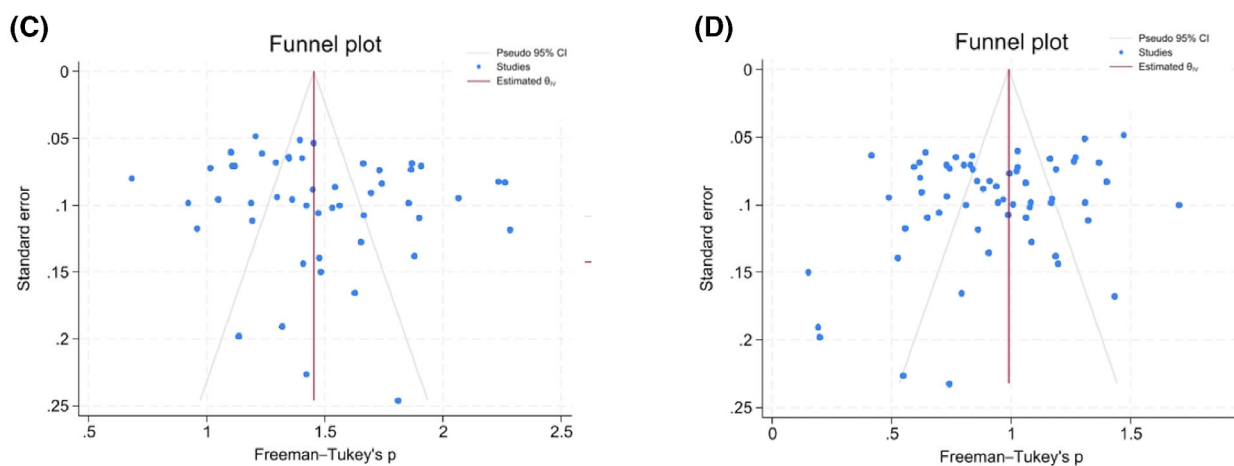 (C)
Funnel plot
Pseudo 95% CI
Studies
Estimated θIV
Standard error
0
.05
.1
.15
.2
.25
.5
1
1.5
2
2.5
Freeman–Tukey's p
(D)
Funnel plot
Pseudo 95% CI
Studies
Estimated θIV
Standard error
0
.05
.1
.15
.2
.25
0
.5
1
1.5
Freeman–Tukey's p